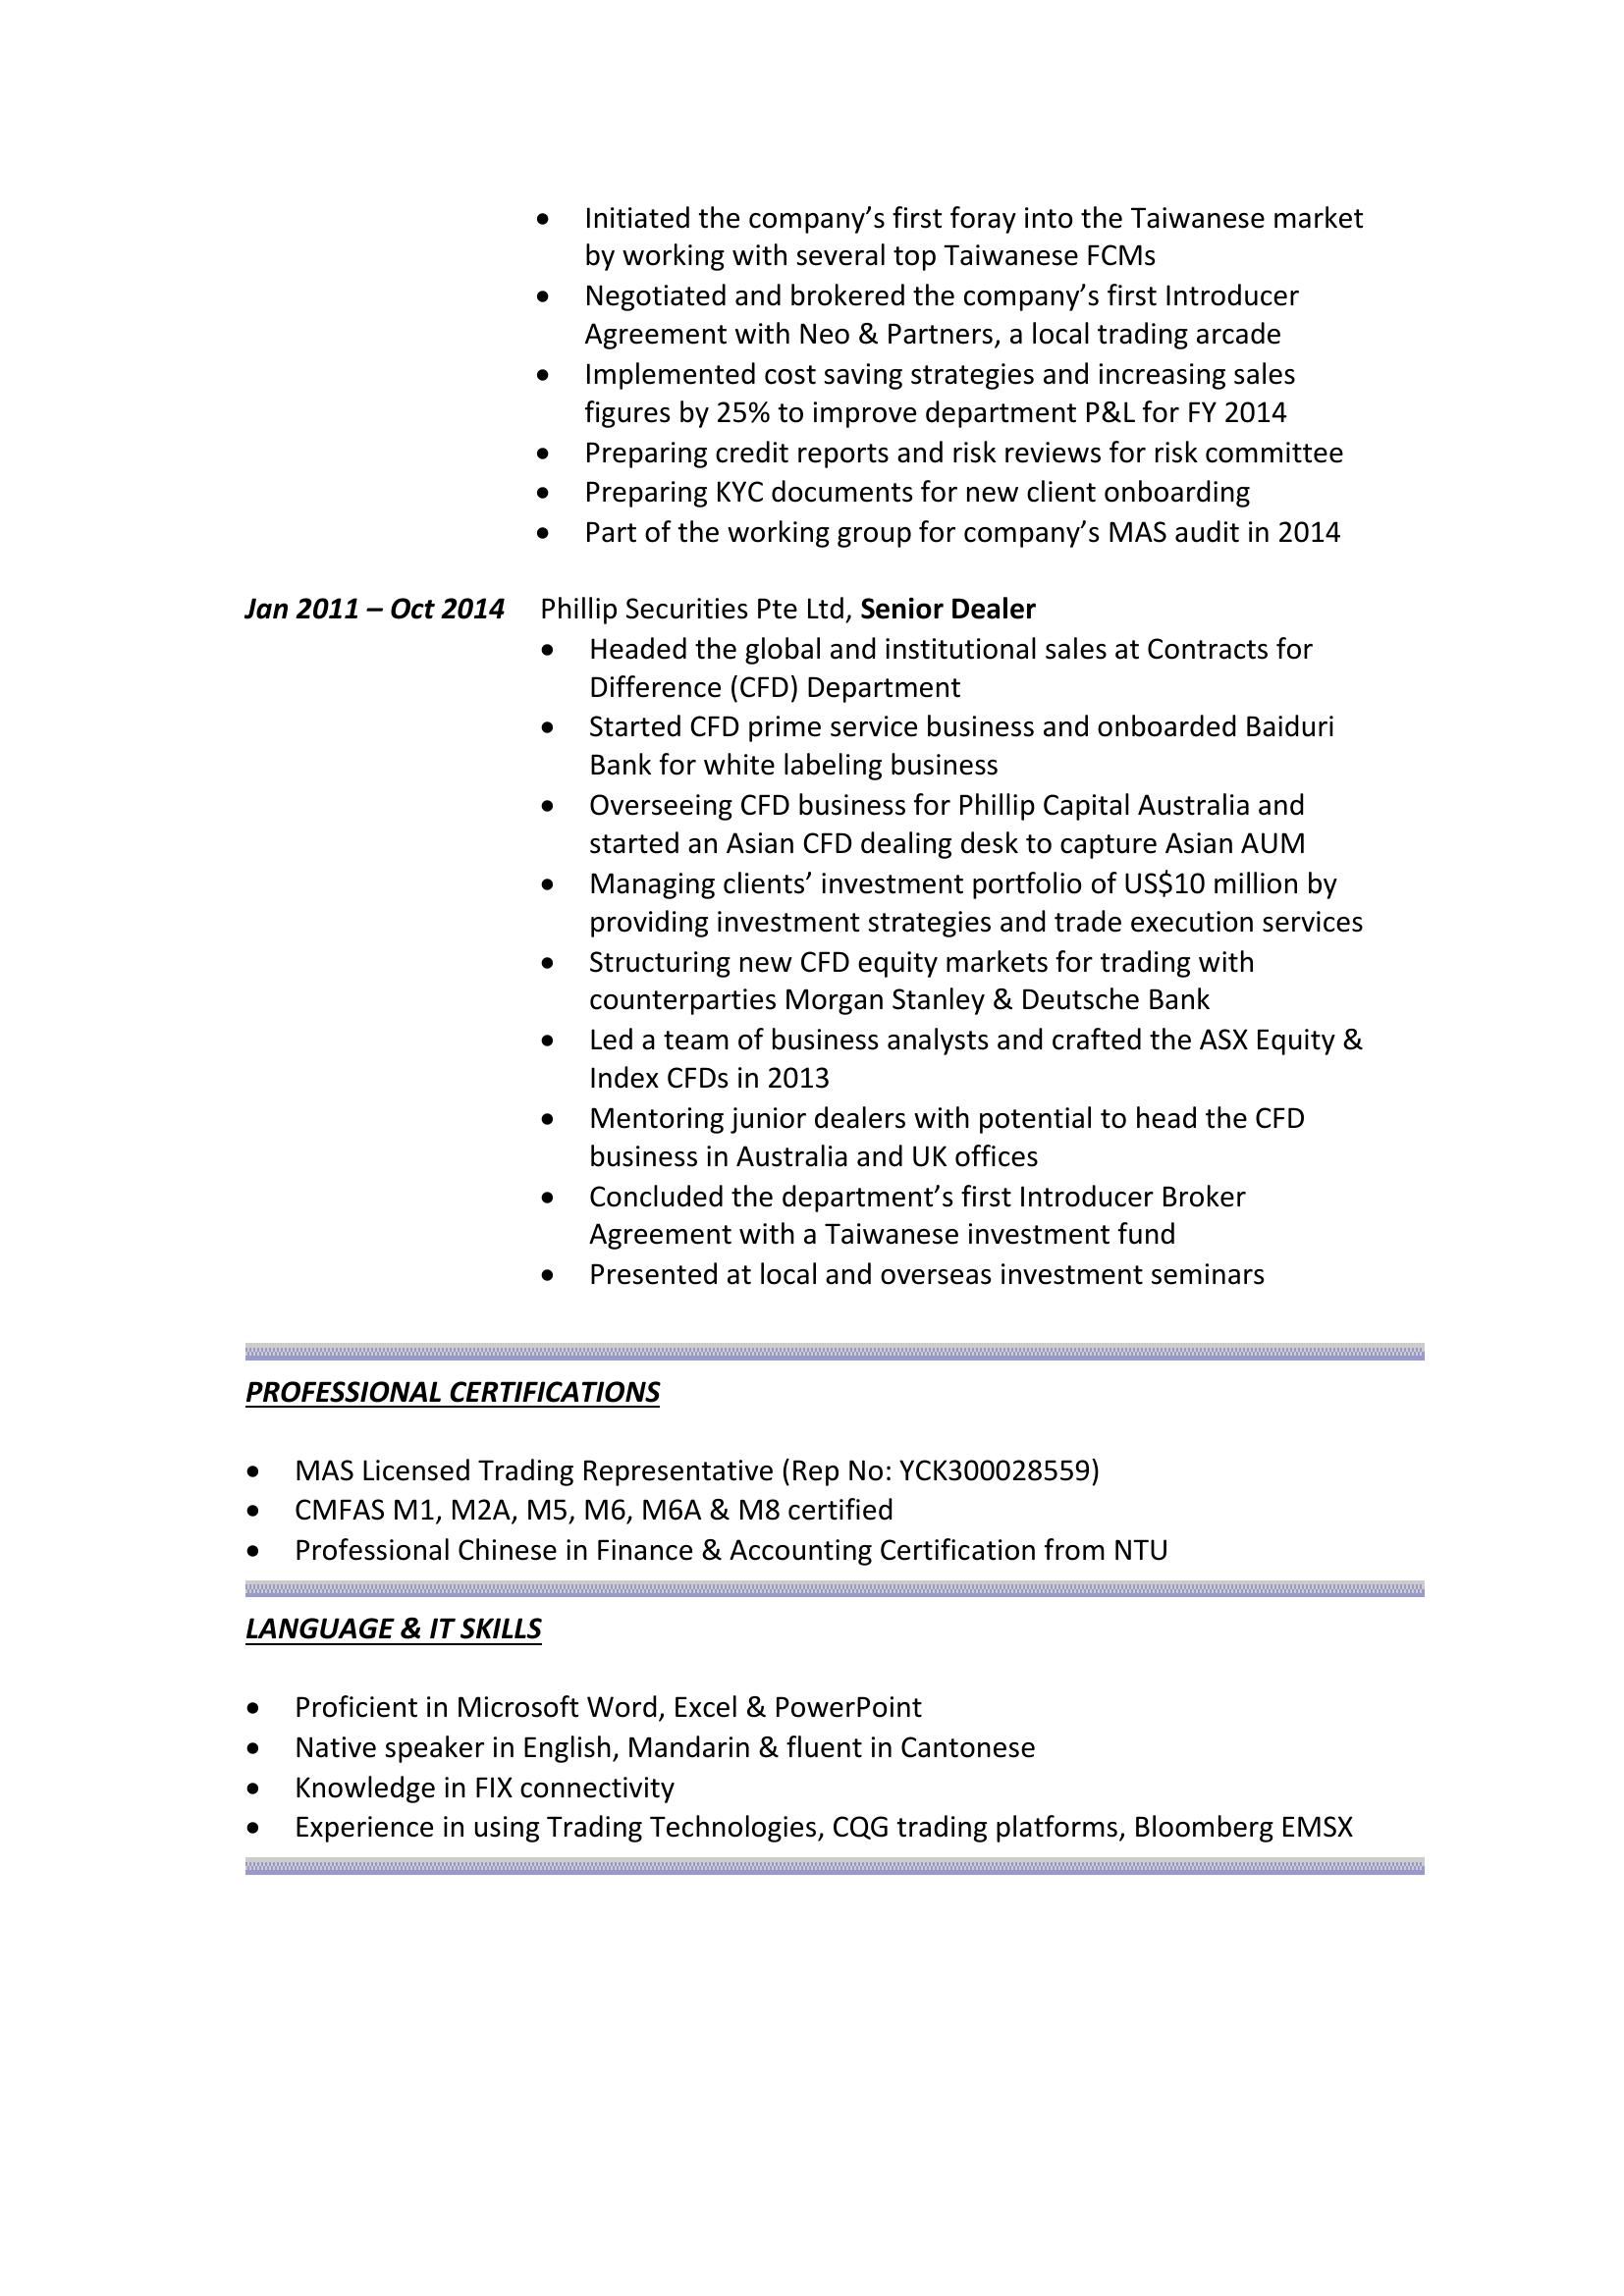 • Initiated the company’s first foray into the Taiwanese market
by working with several top Taiwanese FCMs
• Negotiated and brokered the company’s first Introducer
Agreement with Neo & Partners, a local trading arcade
• Implemented cost saving strategies and increasing sales
figures by 25% to improve department P&L for FY 2014
• Preparing credit reports and risk reviews for risk committee
• Preparing KYC documents for new client onboarding
• Part of the working group for company’s MAS audit in 2014
Jan 2011 – Oct 2014 Phillip Securities Pte Ltd, Senior Dealer
• Headed the global and institutional sales at Contracts for
Difference (CFD) Department
• Started CFD prime service business and onboarded Baiduri
Bank for white labeling business
• Overseeing CFD business for Phillip Capital Australia and
started an Asian CFD dealing desk to capture Asian AUM
• Managing clients’ investment portfolio of US$10 million by
providing investment strategies and trade execution services
• Structuring new CFD equity markets for trading with
counterparties Morgan Stanley & Deutsche Bank
• Led a team of business analysts and crafted the ASX Equity &
Index CFDs in 2013
• Mentoring junior dealers with potential to head the CFD
business in Australia and UK offices
• Concluded the department’s first Introducer Broker
Agreement with a Taiwanese investment fund
• Presented at local and overseas investment seminars
PROFESSIONAL CERTIFICATIONS
• MAS Licensed Trading Representative (Rep No: YCK300028559)
• CMFAS M1, M2A, M5, M6, M6A & M8 certified
• Professional Chinese in Finance & Accounting Certification from NTU
LANGUAGE & IT SKILLS
• Proficient in Microsoft Word, Excel & PowerPoint
• Native speaker in English, Mandarin & fluent in Cantonese
• Knowledge in FIX connectivity
• Experience in using Trading Technologies, CQG trading platforms, Bloomberg EMSX